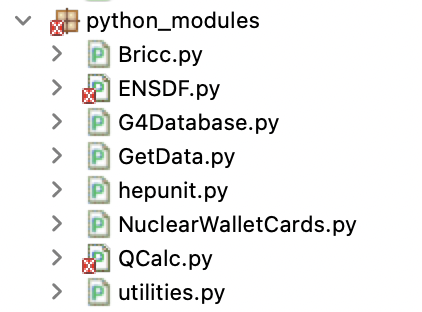 python_modules
Bricc.py
ENSDF.py
G4Database.py
GetData.py
hepunit.py
NuclearWalletCards.py
QCalc.py
utilities.py